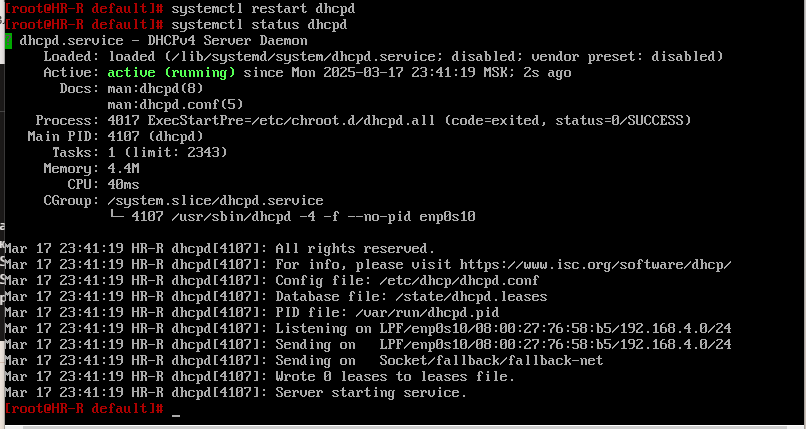 [root@HR-R default]# systemctl restart dhcpd
[root@HR-R default]# systemctl status dhcpd
dhcpd.service - DHCPv4 Server Daemon
Loaded: loaded (/lib/systemd/system/dhcpd.service; disabled; vendor preset: disabled)
Active: active (running) since Mon 2025-03-17 23:41:19 MSK; 2s ago
Docs: man:dhcpd(8)
man:dhcpd.conf(5)
Process: 4017 ExecStartPre=/etc/chroot.d/dhcpd.all (code=exited, status=0/SUCCESS)
Main PID: 4107 (dhcpd)
Tasks: 1 (limit: 2343)
Memory: 4.4M
CPU: 40ms
CGroup: /system.slice/dhcpd.service
└─ 4107 /usr/sbin/dhcpd -4 -f --no-pid enp0s10
Mar 17 23:41:19 HR-R dhcpd[4107]: All rights reserved.
Mar 17 23:41:19 HR-R dhcpd[4107]: For info, please visit https://www.isc.org/software/dhcp/
Mar 17 23:41:19 HR-R dhcpd[4107]: Config file: /etc/dhcp/dhcpd.conf
Mar 17 23:41:19 HR-R dhcpd[4107]: Database file: /state/dhcpd.leases
Mar 17 23:41:19 HR-R dhcpd[4107]: PID file: /var/run/dhcpd.pid
Mar 17 23:41:19 HR-R dhcpd[4107]: Listening on LPF/enp0s10/08:00:27:76:58:b5/192.168.4.0/24
Mar 17 23:41:19 HR-R dhcpd[4107]: Sending on   LPF/enp0s10/08:00:27:76:58:b5/192.168.4.0/24
Mar 17 23:41:19 HR-R dhcpd[4107]: Sending on   Socket/fallback/fallback-net
Mar 17 23:41:19 HR-R dhcpd[4107]: Wrote 0 leases to leases file.
Mar 17 23:41:19 HR-R dhcpd[4107]: Server starting service.
[root@HR-R default]# _